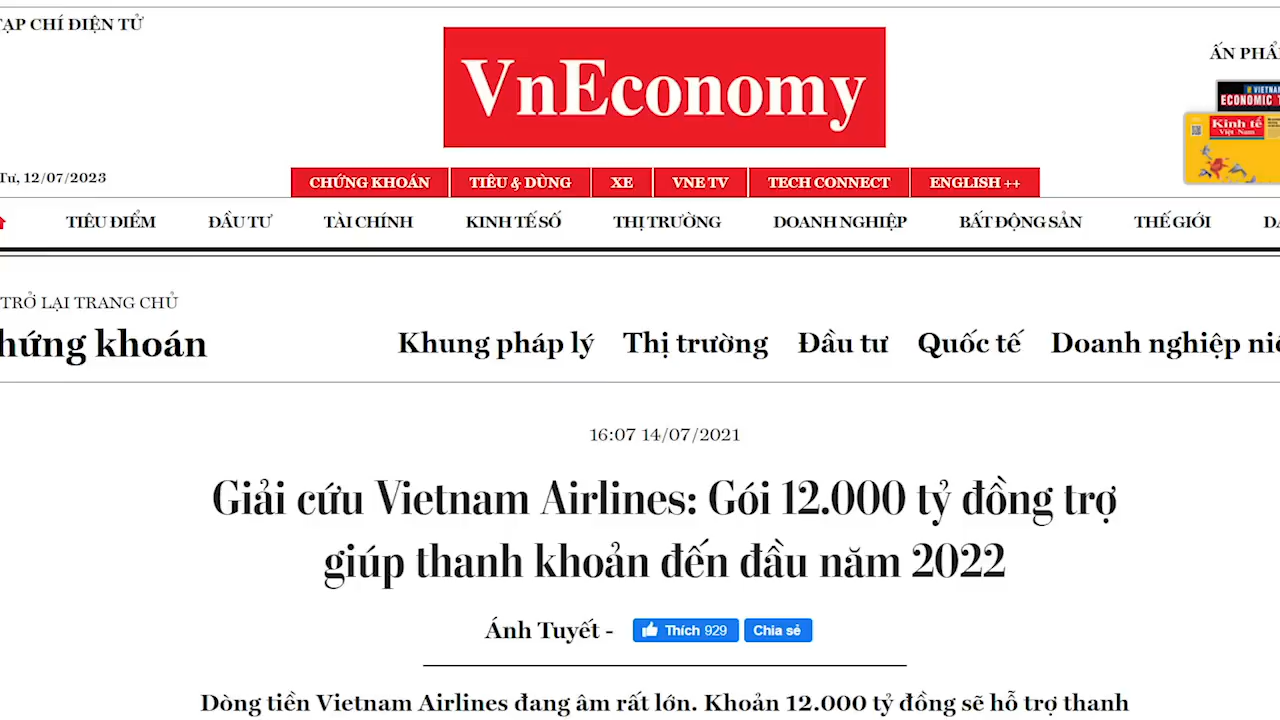 TẠP CHÍ ĐIỆN TỬ
VnEconomy
ẤN PHẨ
VIETNAM
ECONOMIC T
Kinh tế
Việt Nam
Tư, 12/07/2023
CHỨNG KHOÁN TIÊU & DÙNG XE VNE TV TECH CONNECT ENGLISH ++
TIÊU ĐIỂM ĐẦU TƯ TÀI CHÍNH KINH TẾ SỐ THỊ TRƯỜNG DOANH NGHIỆP BẤT ĐỘNG SẢN THẾ GIỚI
TRỞ LẠI TRANG CHỦ
hứng khoán Khung pháp lý Thị trường Đầu tư Quốc tế Doanh nghiệp niê
16:07 14/07/2021
Giải cứu Vietnam Airlines: Gói 12.000 tỷ đồng trợ
giúp thanh khoản đến đầu năm 2022
Ánh Tuyết - Thích 929 Chia sẻ
Dòng tiền Vietnam Airlines đang âm rất lớn. Khoản 12.000 tỷ đồng sẽ hỗ trợ thanh